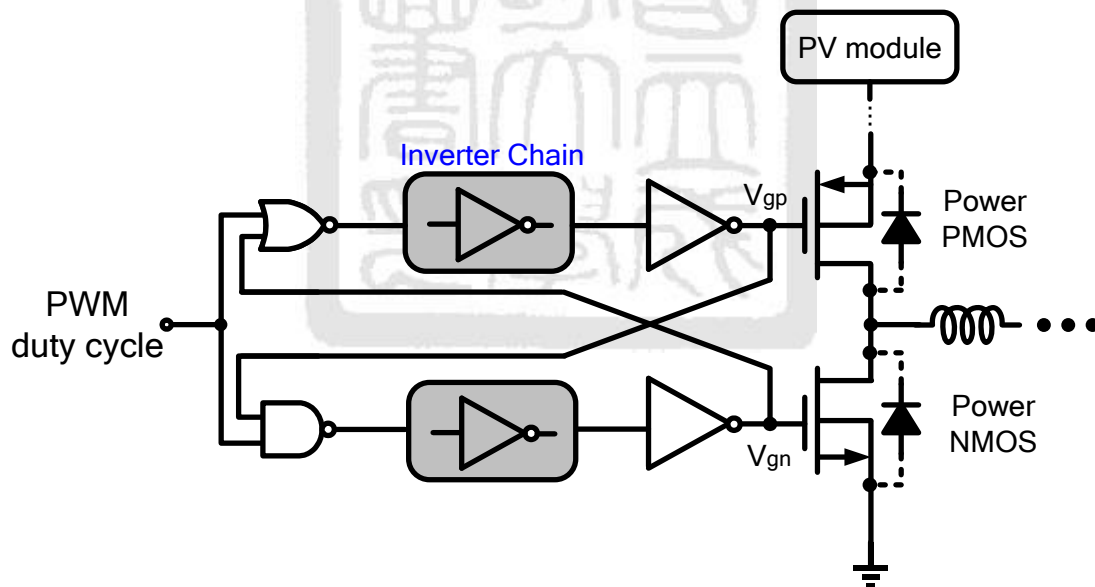 PV module
Inverter Chain
Vgp
Power
PMOS
PWM
duty cycle
Vgn
Power
NMOS